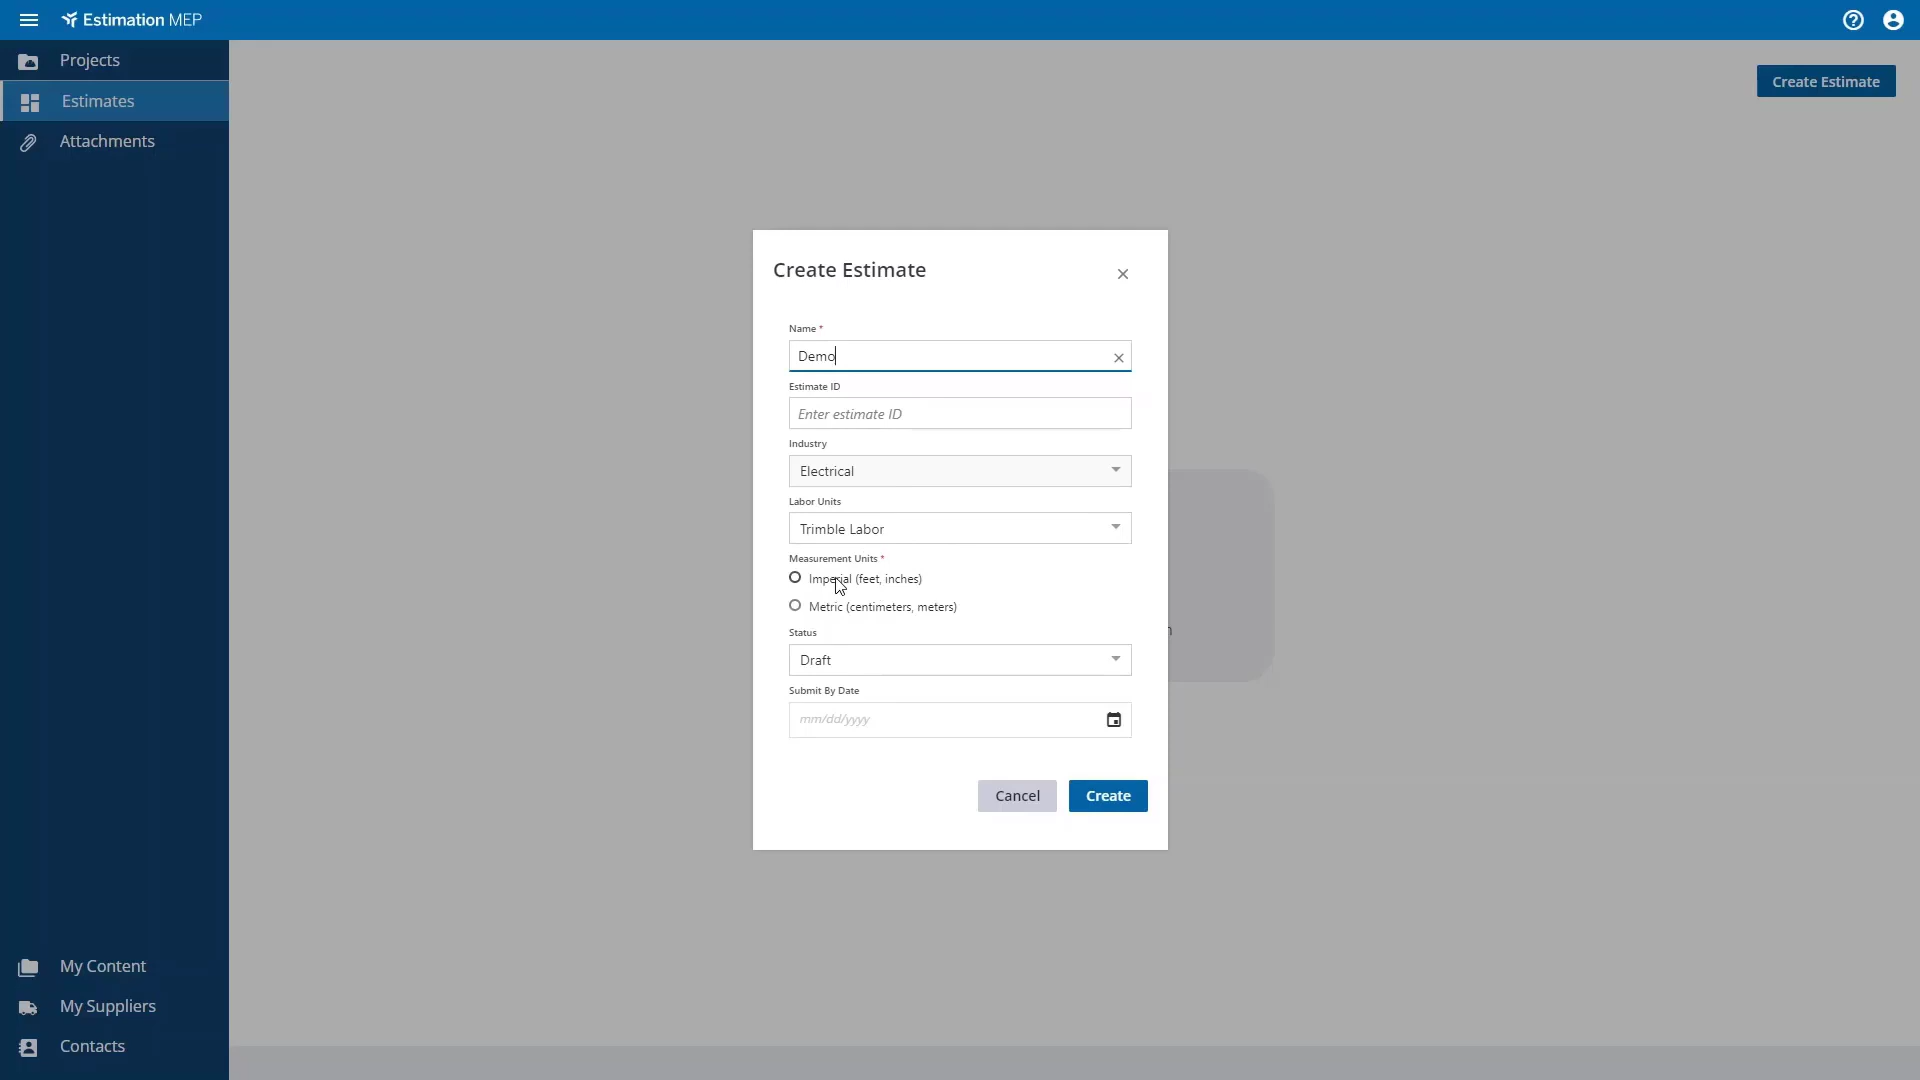 Estimation MEP
Projects
Estimates
Attachments
Create Estimate
Create Estimate
Name *
Demo
Estimate ID
Enter estimate ID
Industry
Electrical
Labor Units
Trimble Labor
Measurement Units *
Imperial (feet, inches)
Metric (centimeters, meters)
Status
Draft
Submit By Date
mm/dd/yyyy
Cancel
Create
My Content
My Suppliers
Contacts